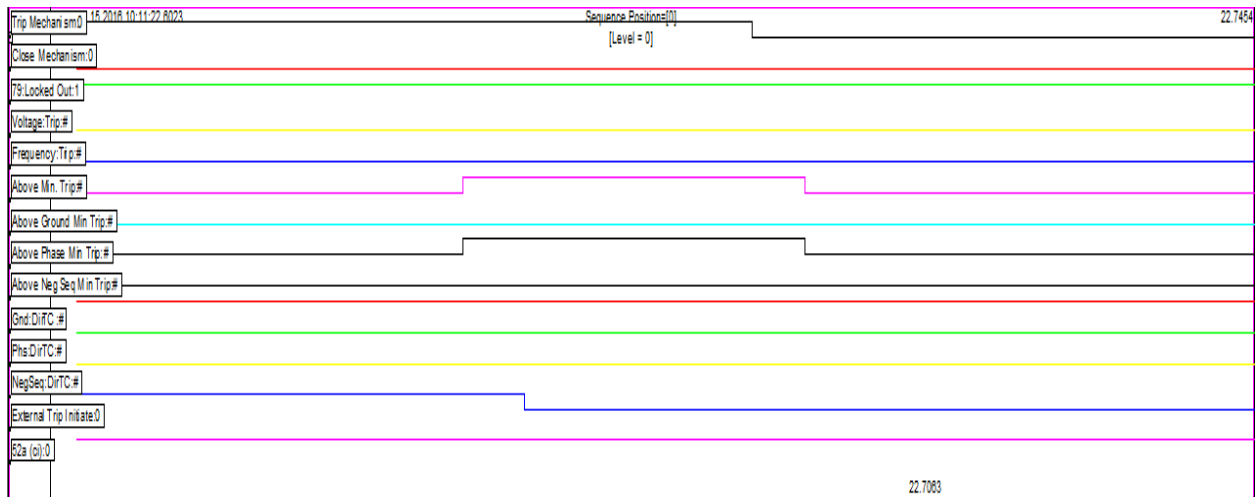 Trip Mechanism:0 15,2016 10:11:22.6023 Sequence Position=[0] 22.7454
[Level = 0]
Close Mechanism:0
79:Locked Out:1
Voltage:Trip:#
Frequency:Trip:#
Above Min. Trip:#
Above Ground Min Trip:#
Above Phase Min Trip:#
Above Neg Seq Min Trip:#
Gnd:DirTC :#
Phs:DirTC:#
NegSeq:DirTC:#
External Trip Initiate:0
52a (ci):0
22.7063